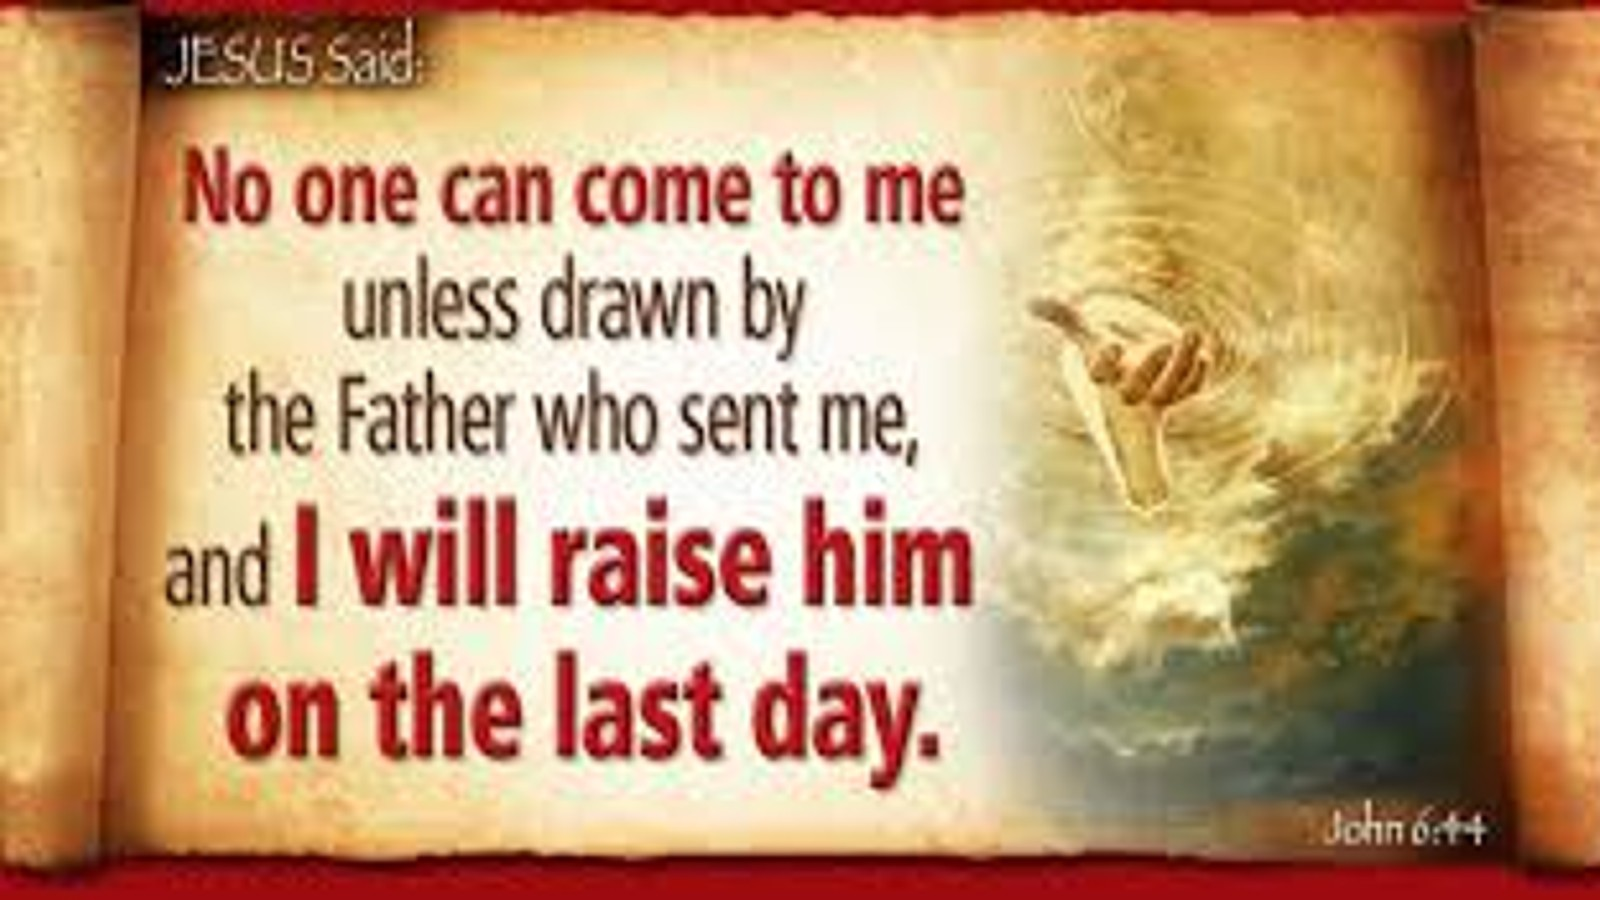 JESUS Said:
No one can come to me
unless drawn by
the Father who sent me,
and I will raise him
on the last day.
John 6:44